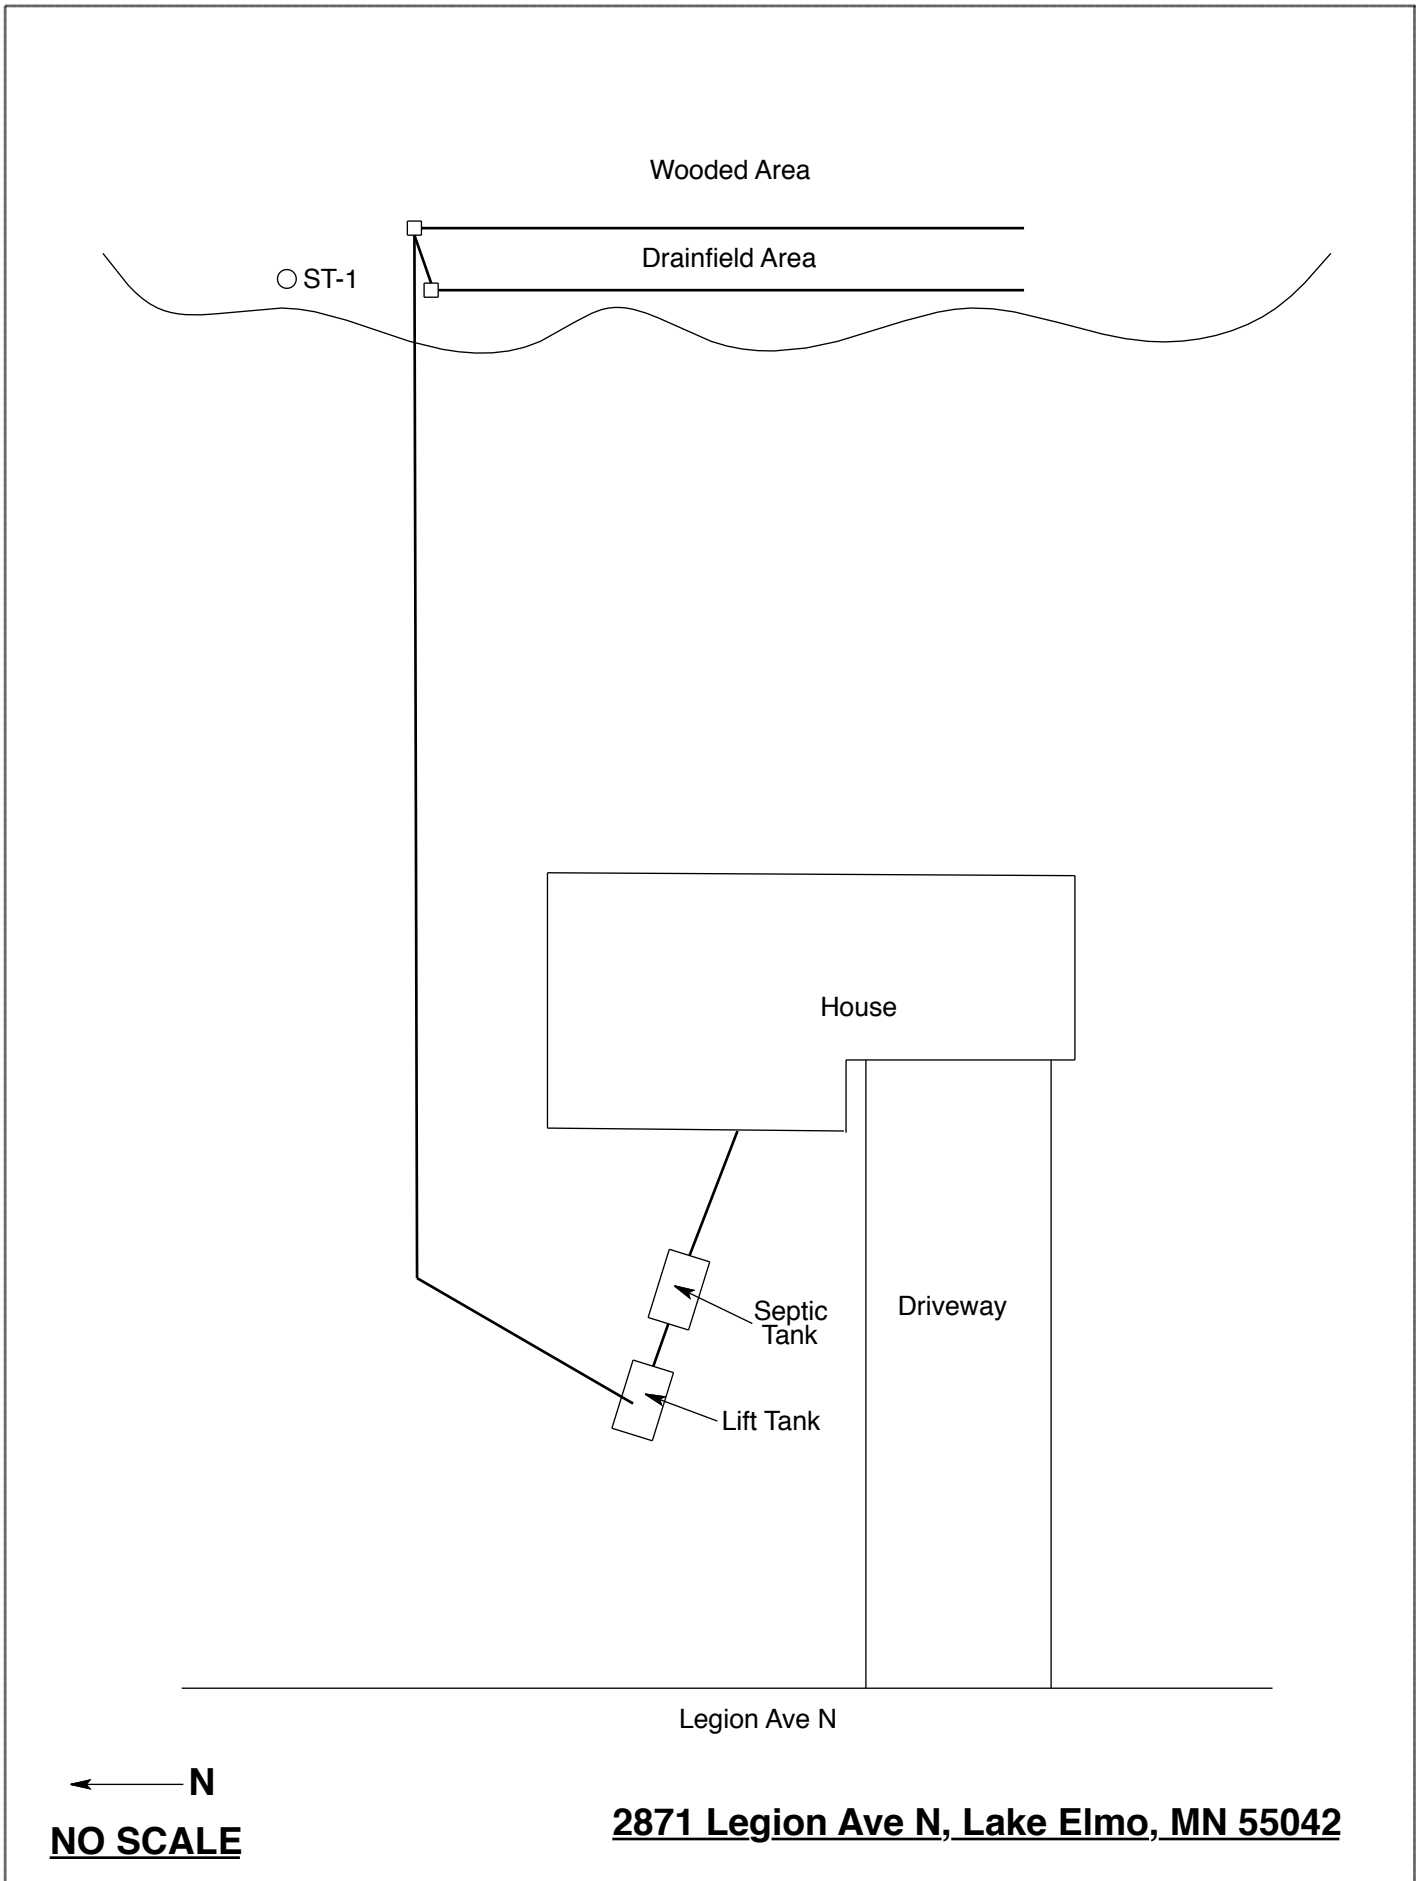 Wooded Area
Drainfield Area
ST-1
House
Septic
Tank
Driveway
Lift Tank
Legion Ave N
N
NO SCALE
2871 Legion Ave N, Lake Elmo, MN 55042